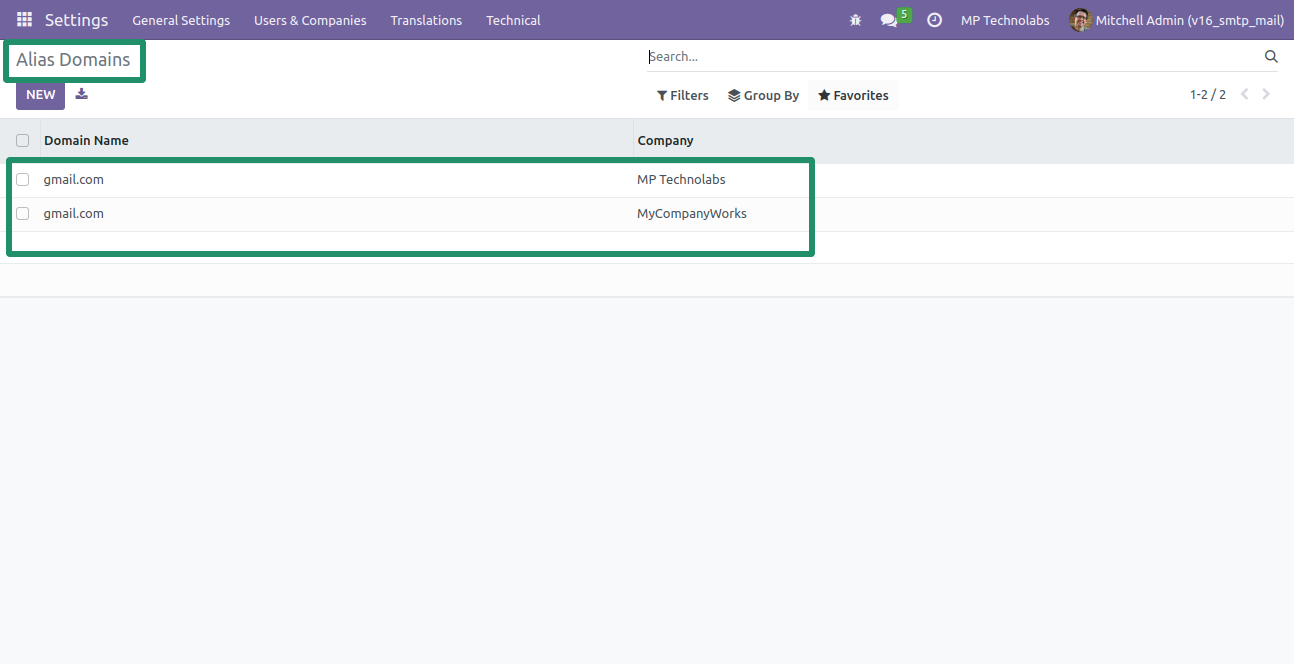 Settings General Settings Users & Companies Translations Technical 5 MP Technolabs Mitchell Admin (v16_smtp_mail)
Alias Domains Search...
NEW Filters Group By Favorites 1-2 / 2
Domain Name Company
gmail.com MP Technolabs
gmail.com MyCompanyWorks